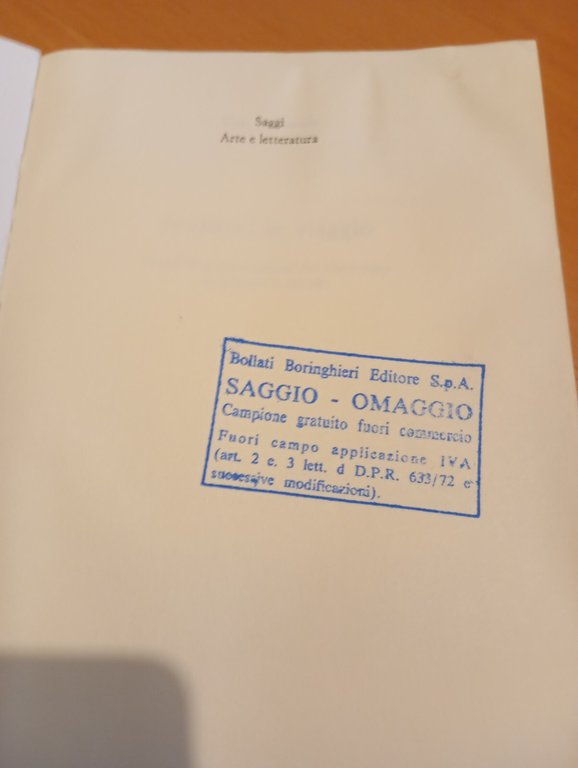 Saggi
Arte e letteratura
Bollati Boringhieri Editore S.p.A.
SAGGIO - OMAGGIO
Campione gratuito fuori commercio
Fuori campo applicazione IVA
(art. 2 c. 3 lett. d D.P.R. 633/72 e
successive modificazioni).